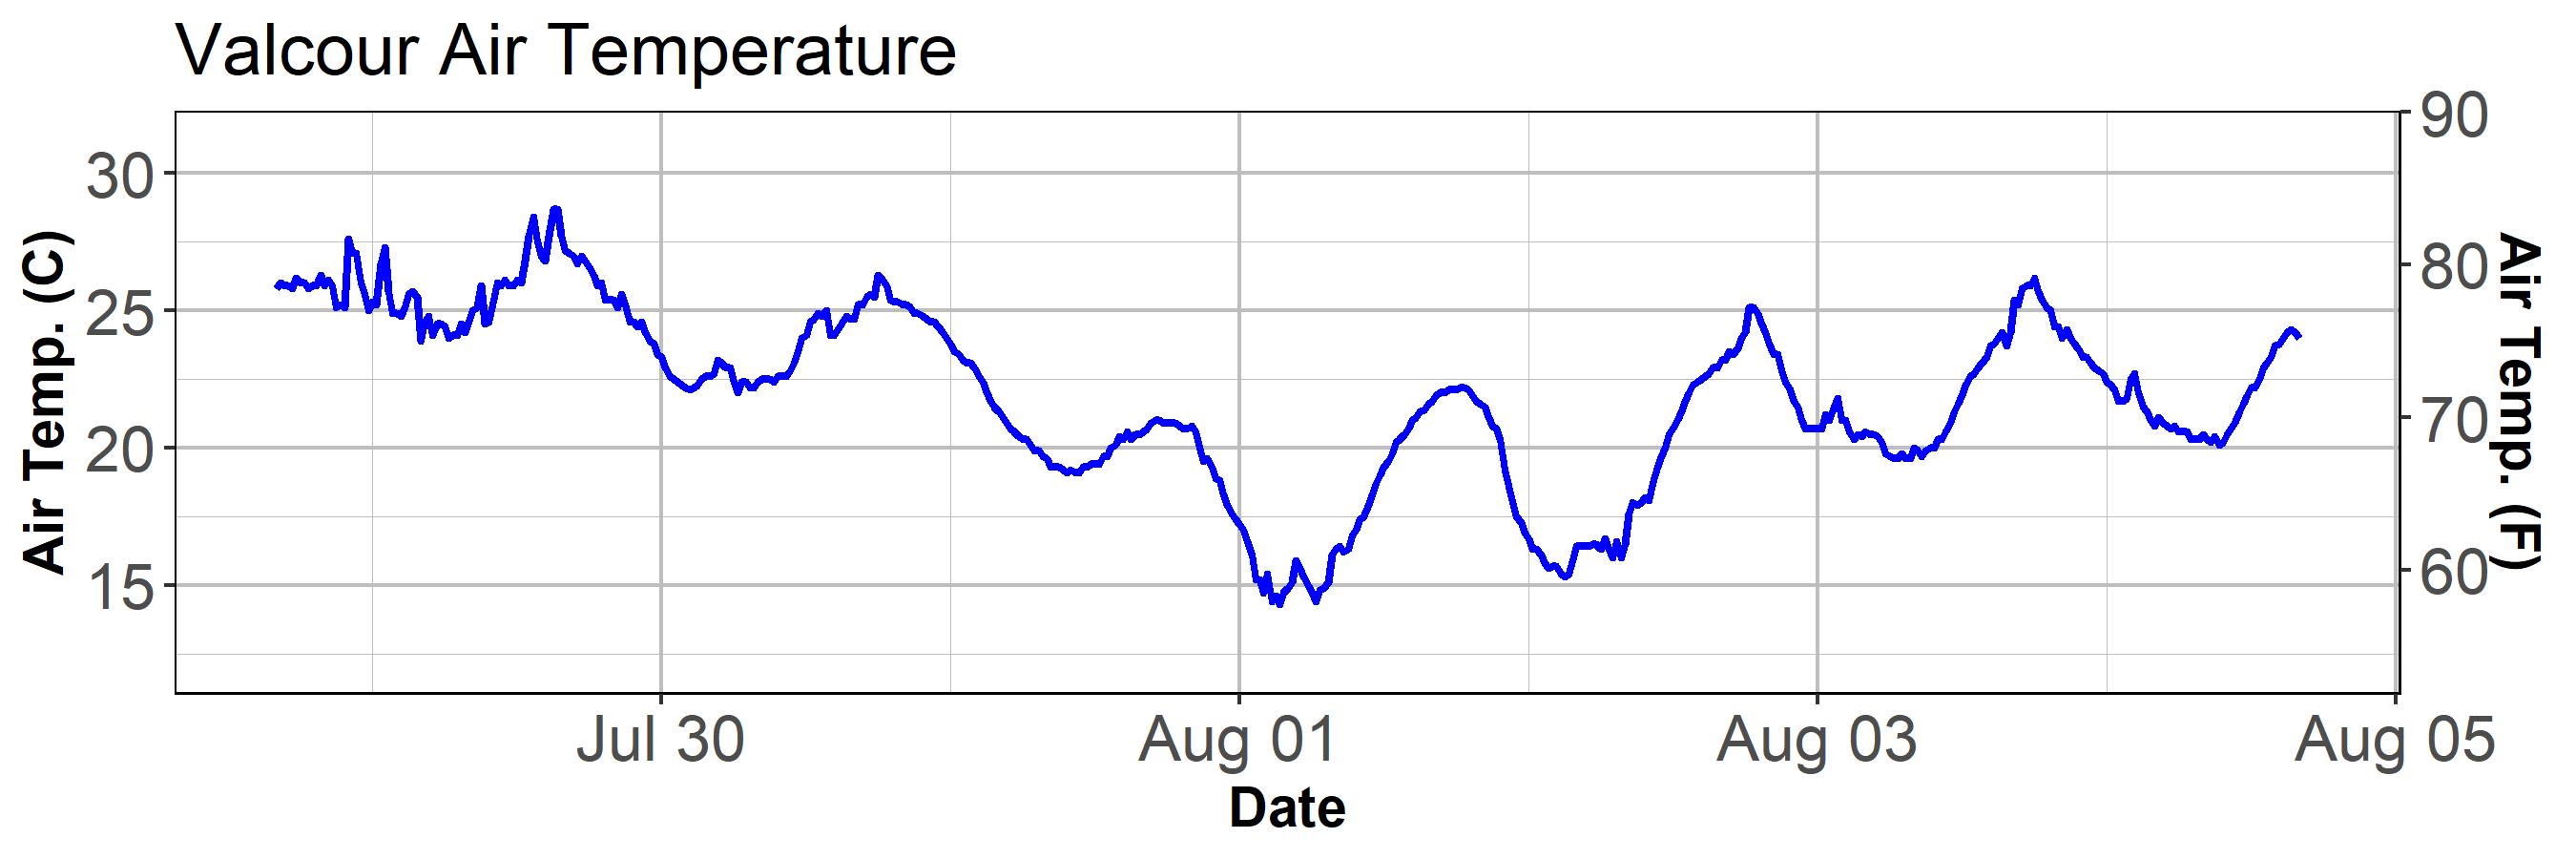 Valcour Air Temperature
Air Temp. (C)
30
25
20
15
90
80
70
60
Air Temp. (F)
Jul 30
Aug 01
Aug 03
Aug 05
Date